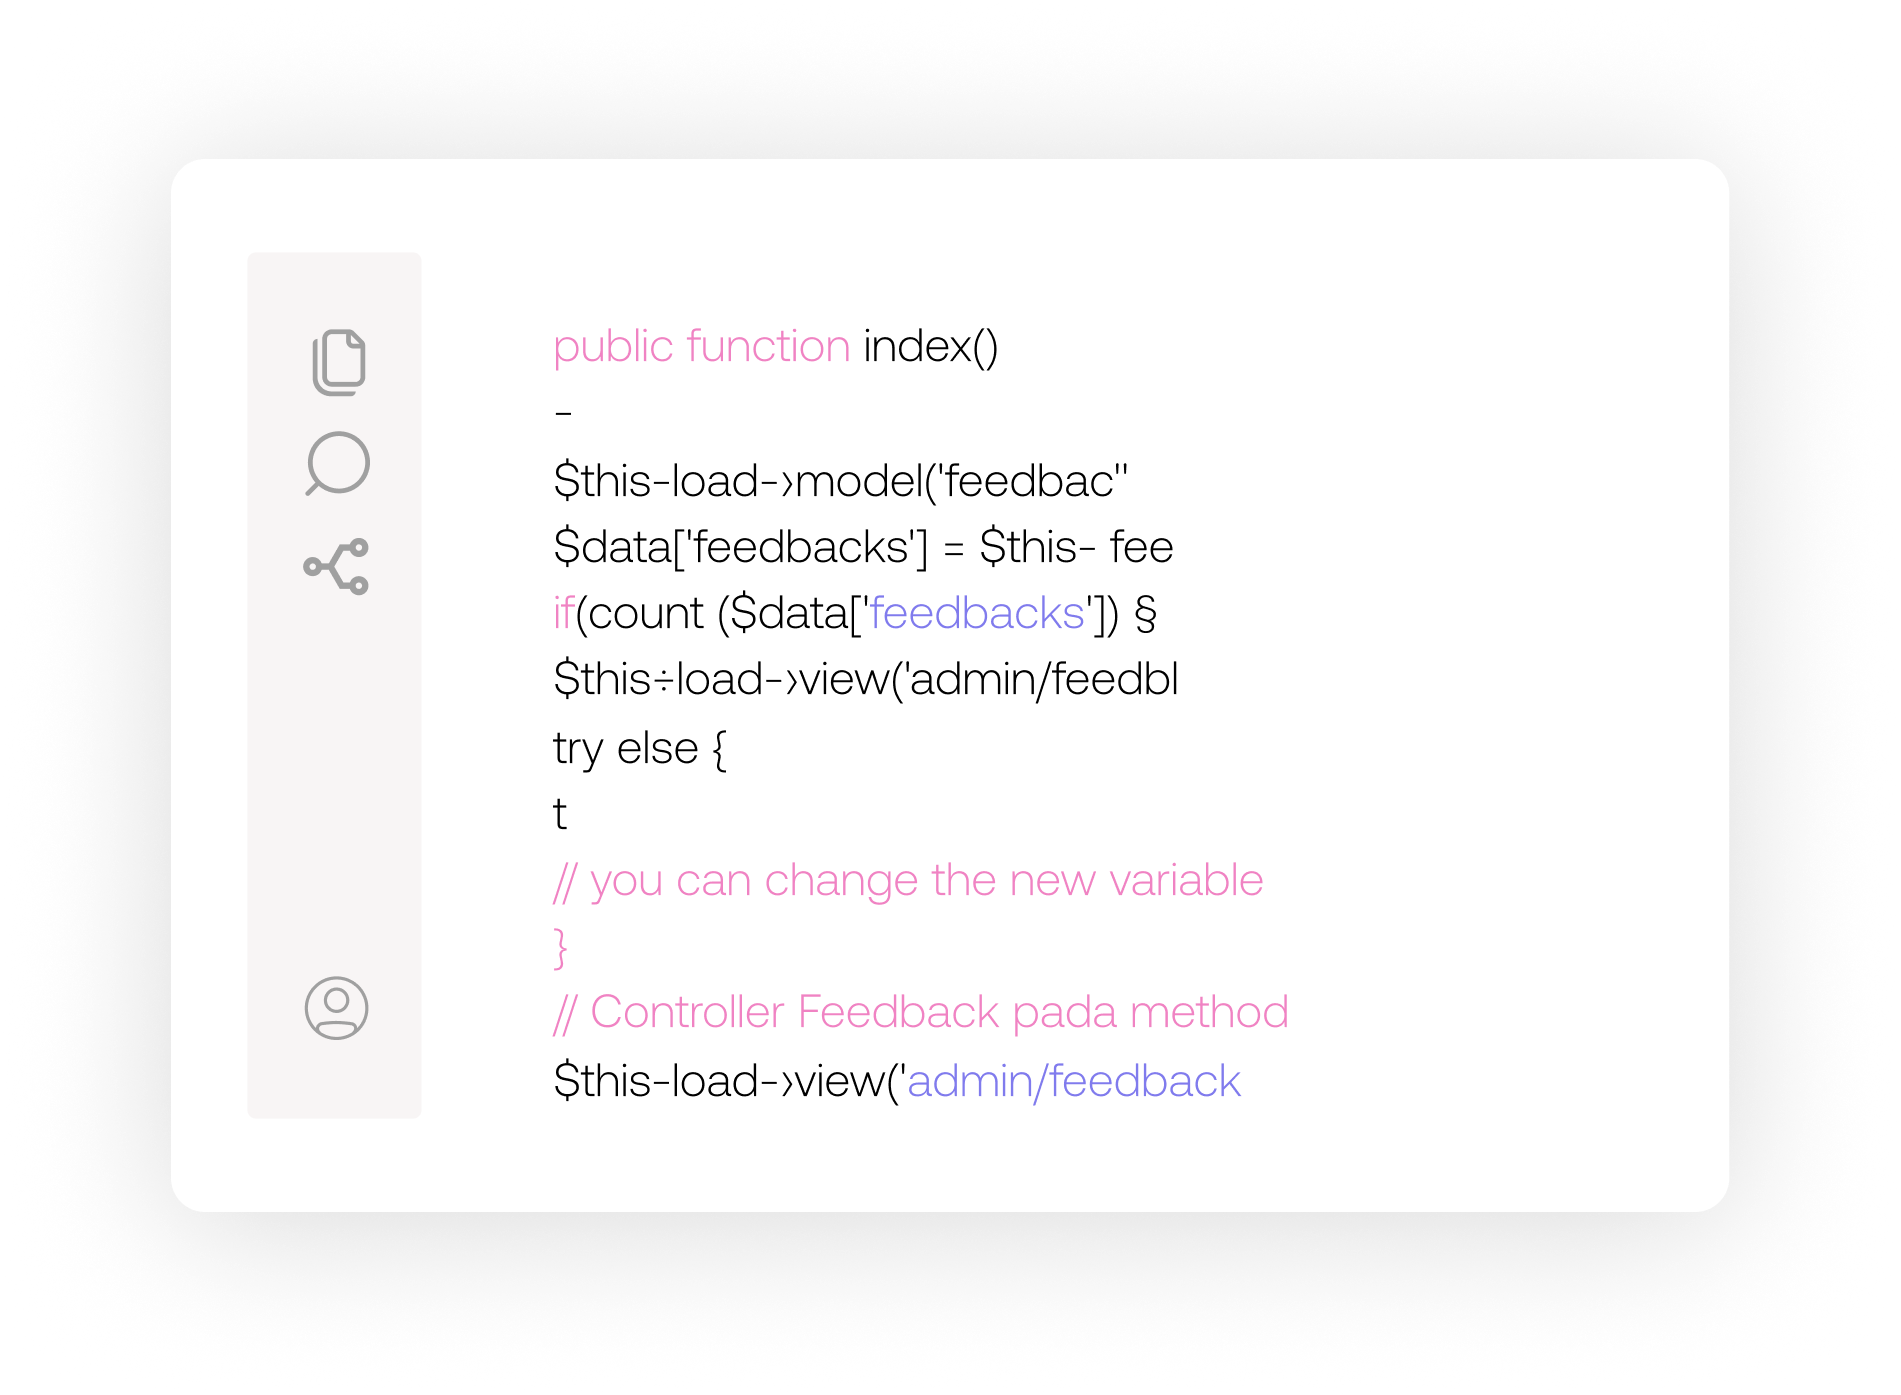 public function index()
-
$this-load-›model('feedbac"
$data['feedbacks'] = $this- fee
if(count ($data['feedbacks']) §
$this÷load-›view('admin/feedbl
try else {
t
// you can change the new variable
}
// Controller Feedback pada method
$this-load-›view('admin/feedback